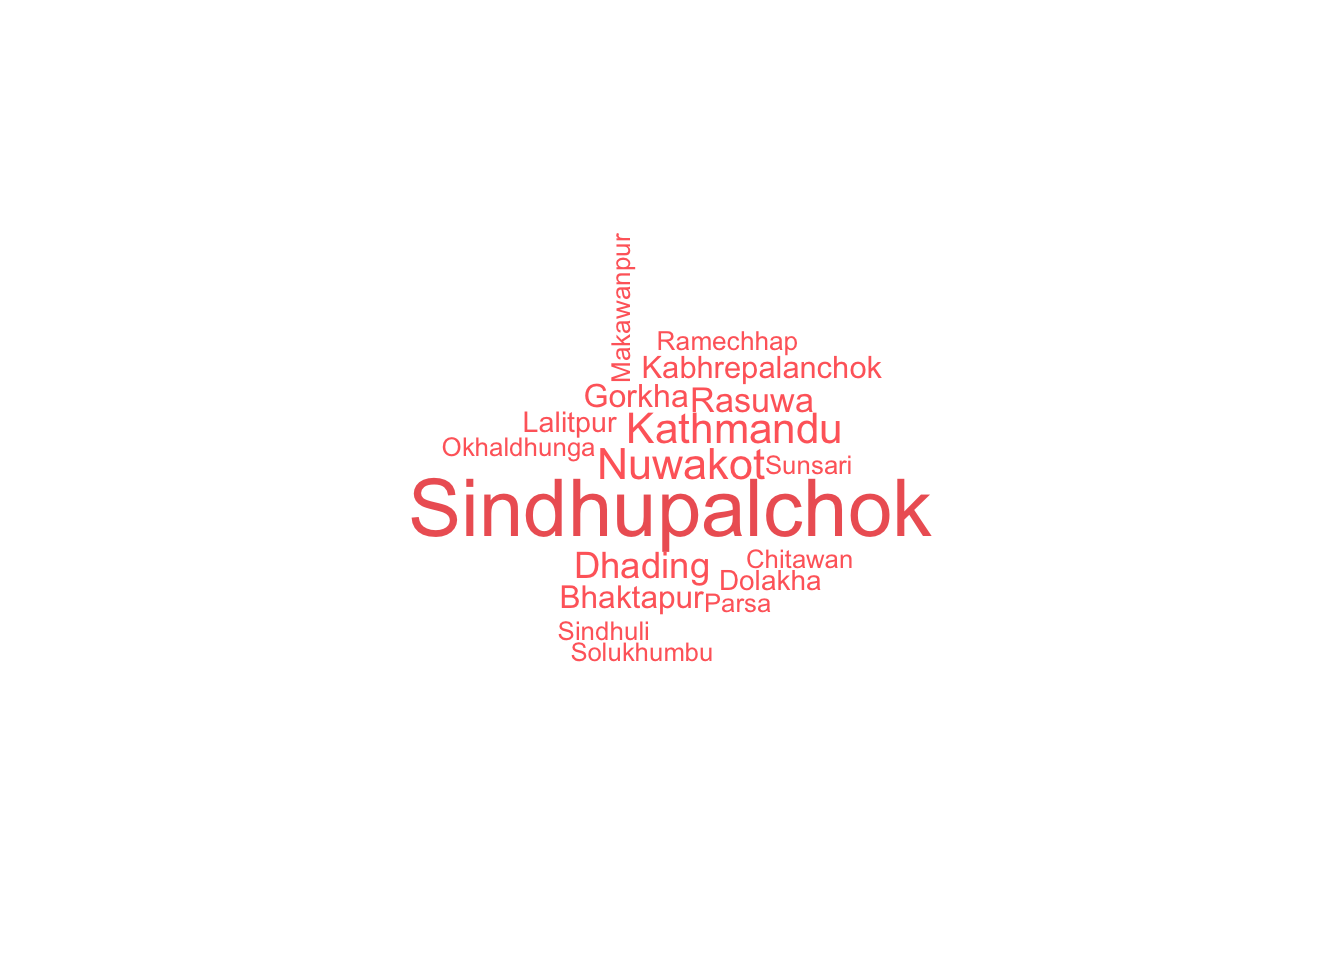 Makawanpur
Ramechhap
Kabhrepalanchok
Gorkha
Rasuwa
Lalitpur
Kathmandu
Okhaldhunga
Nuwakot
Sunsari
Sindhupalchok
Dhading
Chitawan
Dolakha
Bhaktapur
Parsa
Sindhuli
Solukhumbu